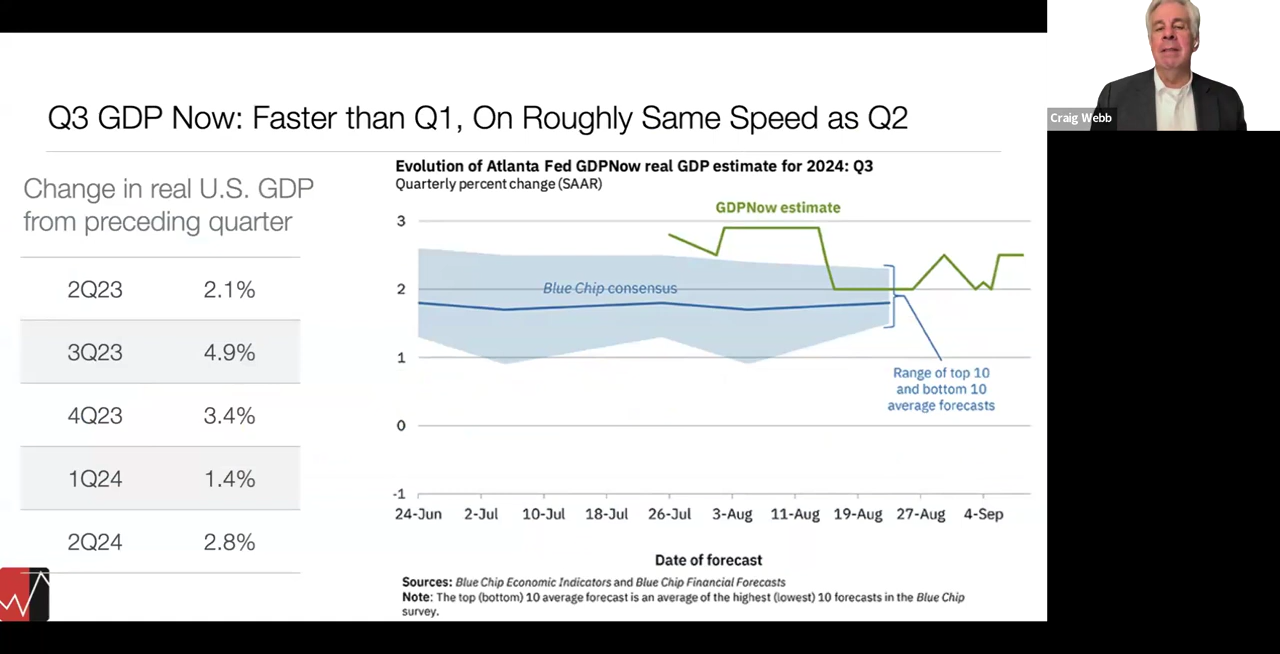 Q3 GDP Now: Faster than Q1, On Roughly Same Speed as Q2
Craig Webb
Change in real U.S. GDP
from preceding quarter
2Q23 2.1%
3Q23 4.9%
4Q23 3.4%
1Q24 1.4%
2Q24 2.8%
Evolution of Atlanta Fed GDPNow real GDP estimate for 2024: Q3
Quarterly percent change (SAAR)
GDPNow estimate
3
2
1
0
-1
Blue Chip consensus
Range of top 10
and bottom 10
average forecasts
24-Jun 2-Jul 10-Jul 18-Jul 26-Jul 3-Aug 11-Aug 19-Aug 27-Aug 4-Sep
Date of forecast
Sources: Blue Chip Economic Indicators and Blue Chip Financial Forecasts
Note: The top (bottom) 10 average forecast is an average of the highest (lowest) 10 forecasts in the Blue Chip
survey.